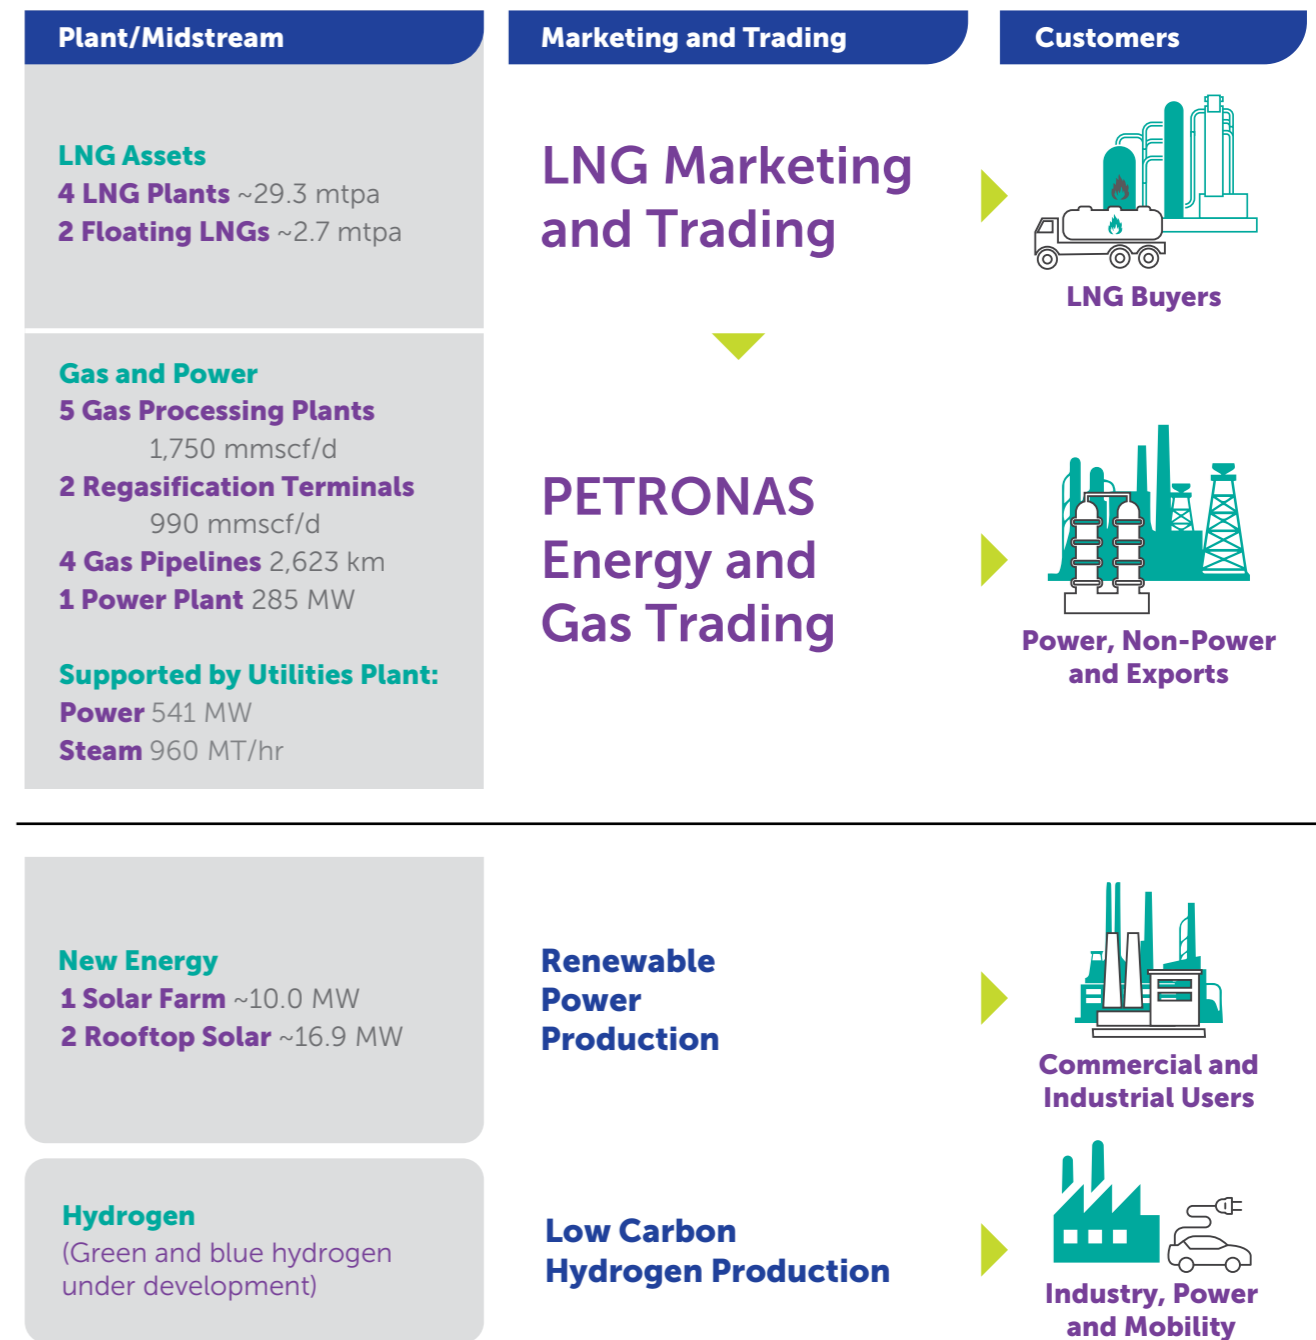 Plant/Midstream
Marketing and Trading
Customers
LNG Assets
4 LNG Plants ~29.3 mtpa
2 Floating LNGs ~2.7 mtpa
LNG Marketing
and Trading
LNG Buyers
Gas and Power
5 Gas Processing Plants
1,750 mmscf/d
2 Regasification Terminals
990 mmscf/d
4 Gas Pipelines 2,623 km
1 Power Plant 285 MW
Supported by Utilities Plant:
Power 541 MW
Steam 960 MT/hr
PETRONAS
Energy and
Gas Trading
Power, Non-Power
and Exports
New Energy
1 Solar Farm ~10.0 MW
2 Rooftop Solar ~16.9 MW
Renewable
Power
Production
Commercial and
Industrial Users
Hydrogen
(Green and blue hydrogen
under development)
Low Carbon
Hydrogen Production
Industry, Power
and Mobility